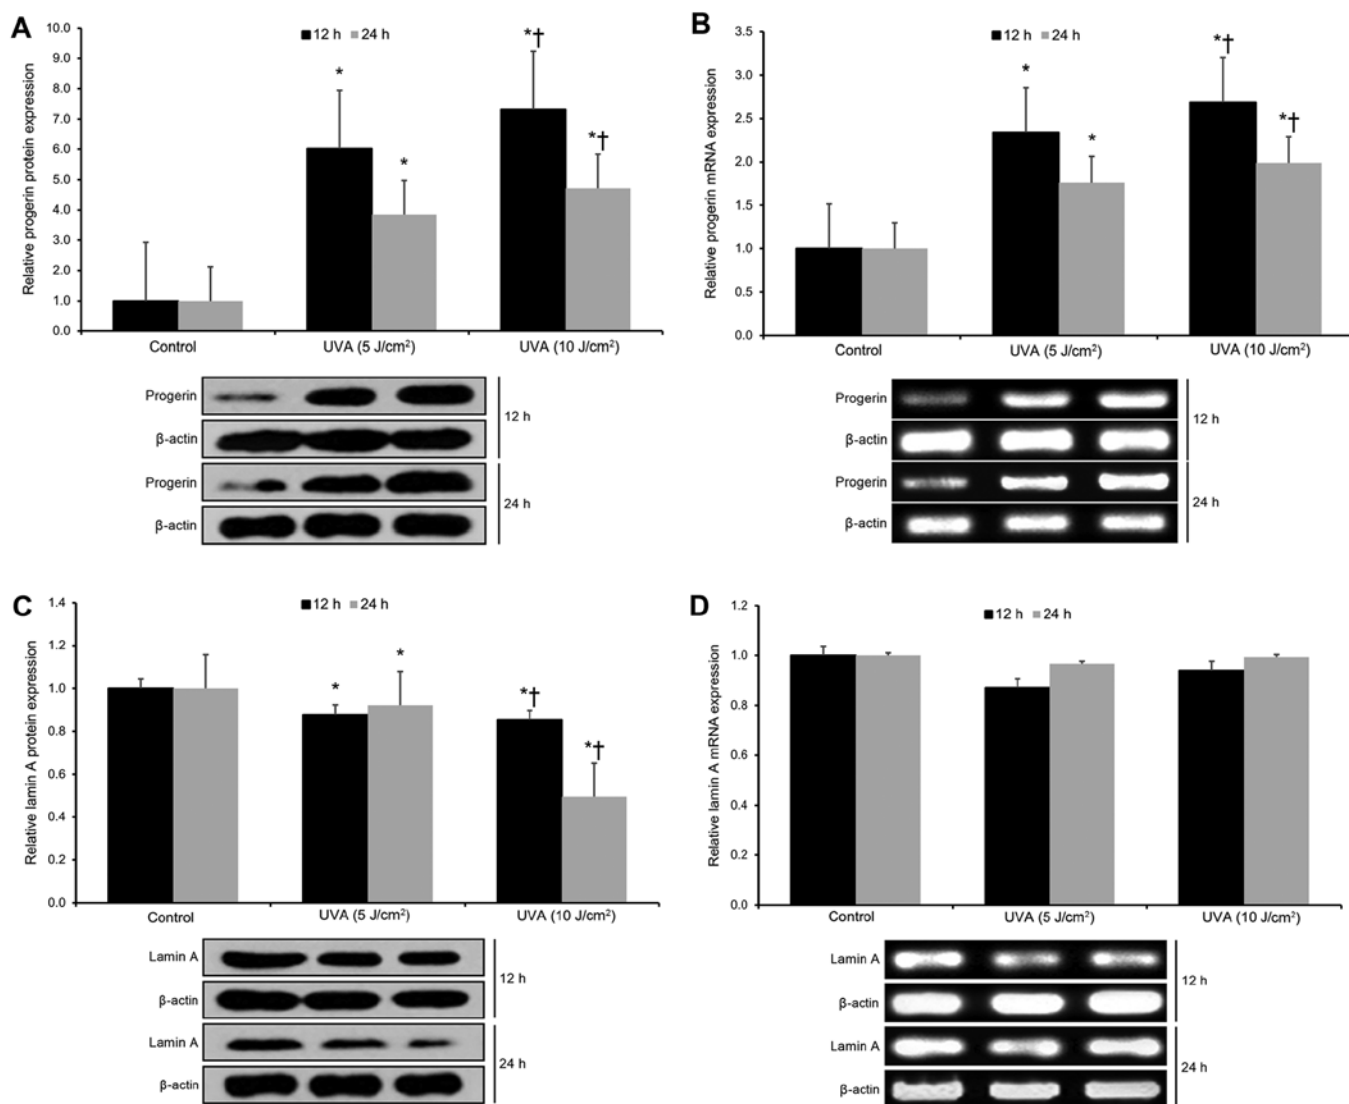 A
Relative progerin protein expression
10.0
9.0
8.0
7.0
6.0
5.0
4.0
3.0
2.0
1.0
0.0
12 h 24 h
*
*
*†
*†
Control
UVA (5 J/cm²)
UVA (10 J/cm²)
Progerin
β-actin
12 h
Progerin
β-actin
24 h
B
Relative progerin mRNA expression
3.5
3.0
2.5
2.0
1.5
1.0
0.5
0.0
12 h 24 h
*
*
*†
*†
Control
UVA (5 J/cm²)
UVA (10 J/cm²)
Progerin
β-actin
12 h
Progerin
β-actin
24 h
C
Relative lamin A protein expression
1.4
1.2
1.0
0.8
0.6
0.4
0.2
0.0
12 h 24 h
*
*
*†
*†
Control
UVA (5 J/cm²)
UVA (10 J/cm²)
Lamin A
β-actin
12 h
Lamin A
β-actin
24 h
D
Relative lamin A mRNA expression
1.2
1.0
0.8
0.6
0.4
0.2
0.0
12 h 24 h
Control
UVA (5 J/cm²)
UVA (10 J/cm²)
Lamin A
β-actin
12 h
Lamin A
β-actin
24 h